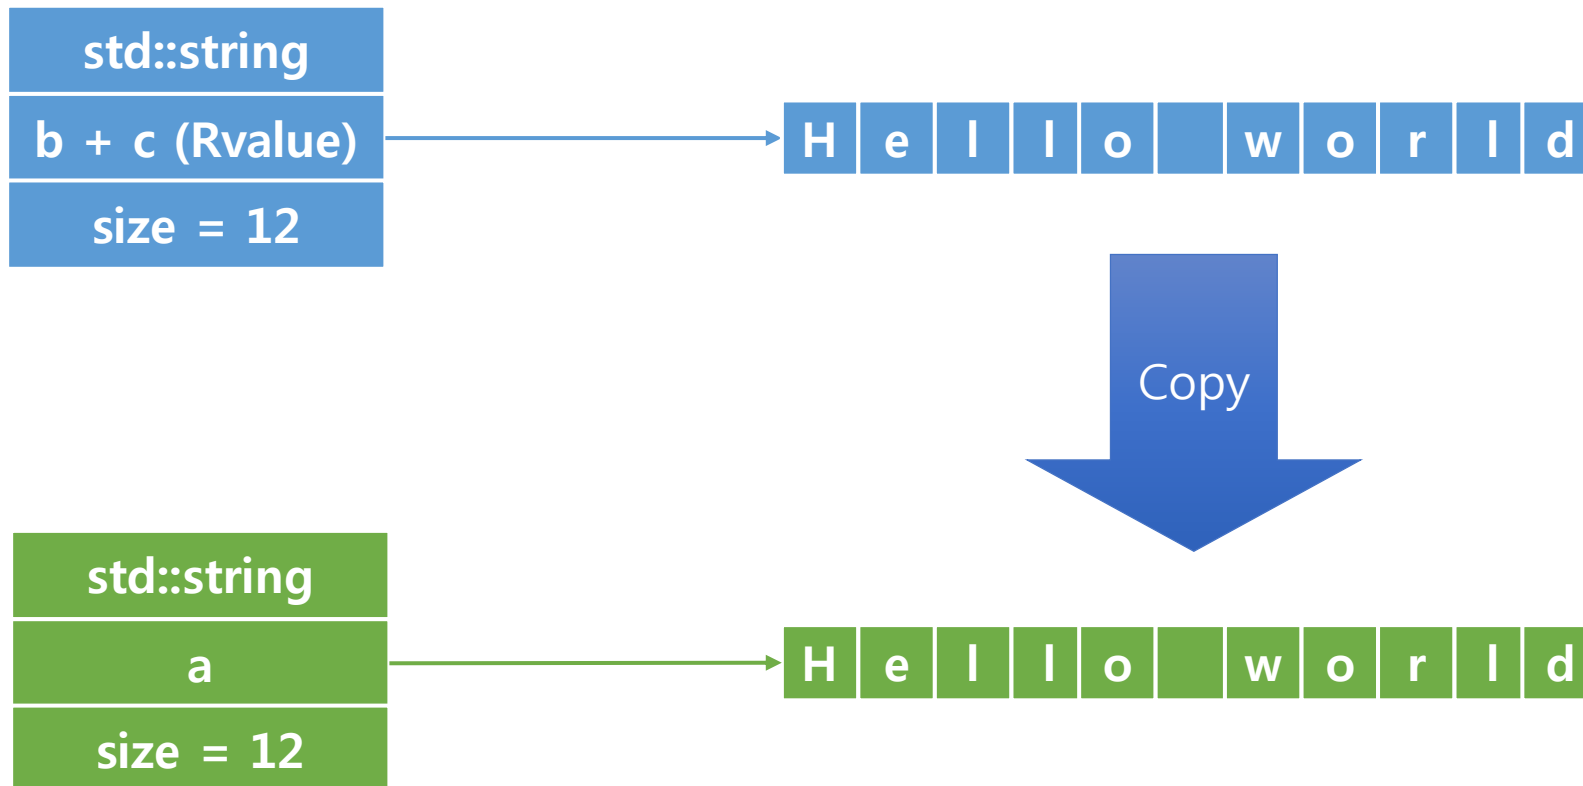 std::string
b + c (Rvalue)
size = 12
H e l l o w o r l d
Copy
std::string
a
size = 12
H e l l o w o r l d